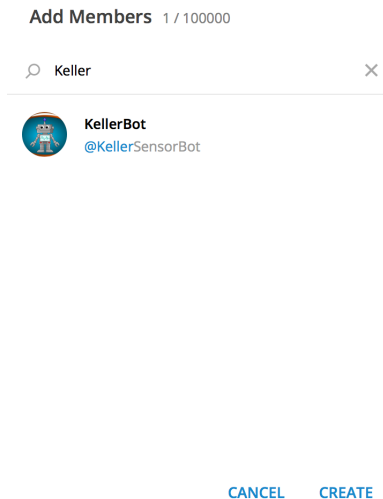 Add Members 1 / 100000
Keller
KellerBot
@KellerSensorBot
CANCEL CREATE